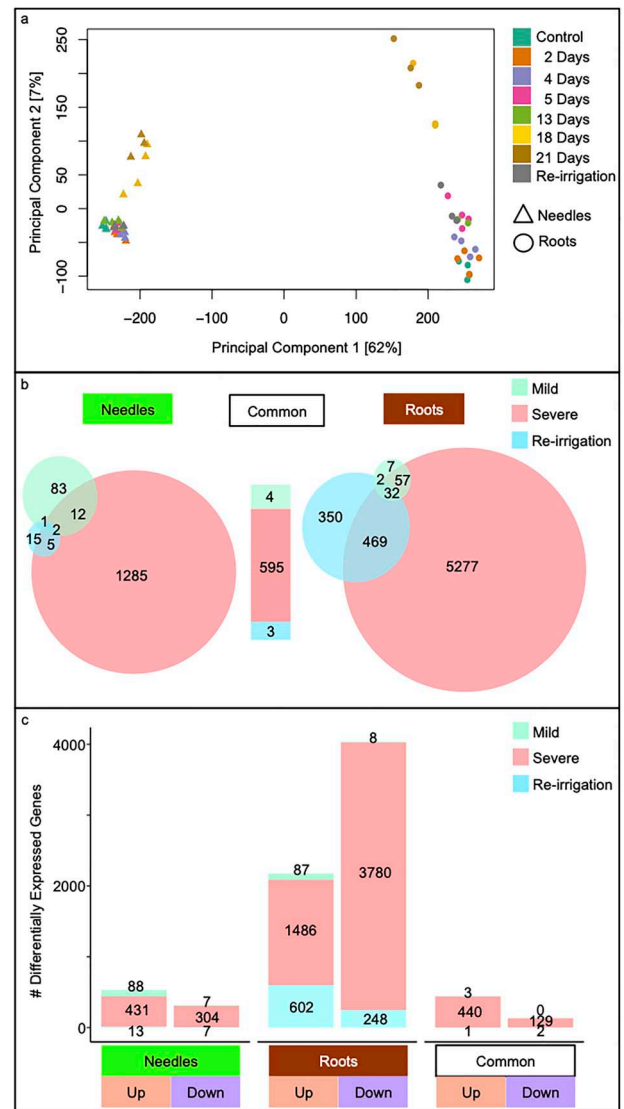 a
Principal Component 2 [7%]
250
150
50
0
−100
−200
−100
0
100
200
Principal Component 1 [62%]
Control
2 Days
4 Days
5 Days
13 Days
18 Days
21 Days
Re-irrigation
Needles
Roots
b
Needles
Common
Roots
Mild
Severe
Re-irrigation
83
12
1
2
15
5
1285
4
595
3
7
2
57
32
350
469
5277
c
Mild
Severe
Re-irrigation
# Differentially Expressed Genes
4000
2000
0
88
431
13
7
304
7
87
1486
602
8
3780
248
3
440
1
0
129
2
Needles
Roots
Common
Up
Down
Up
Down
Up
Down